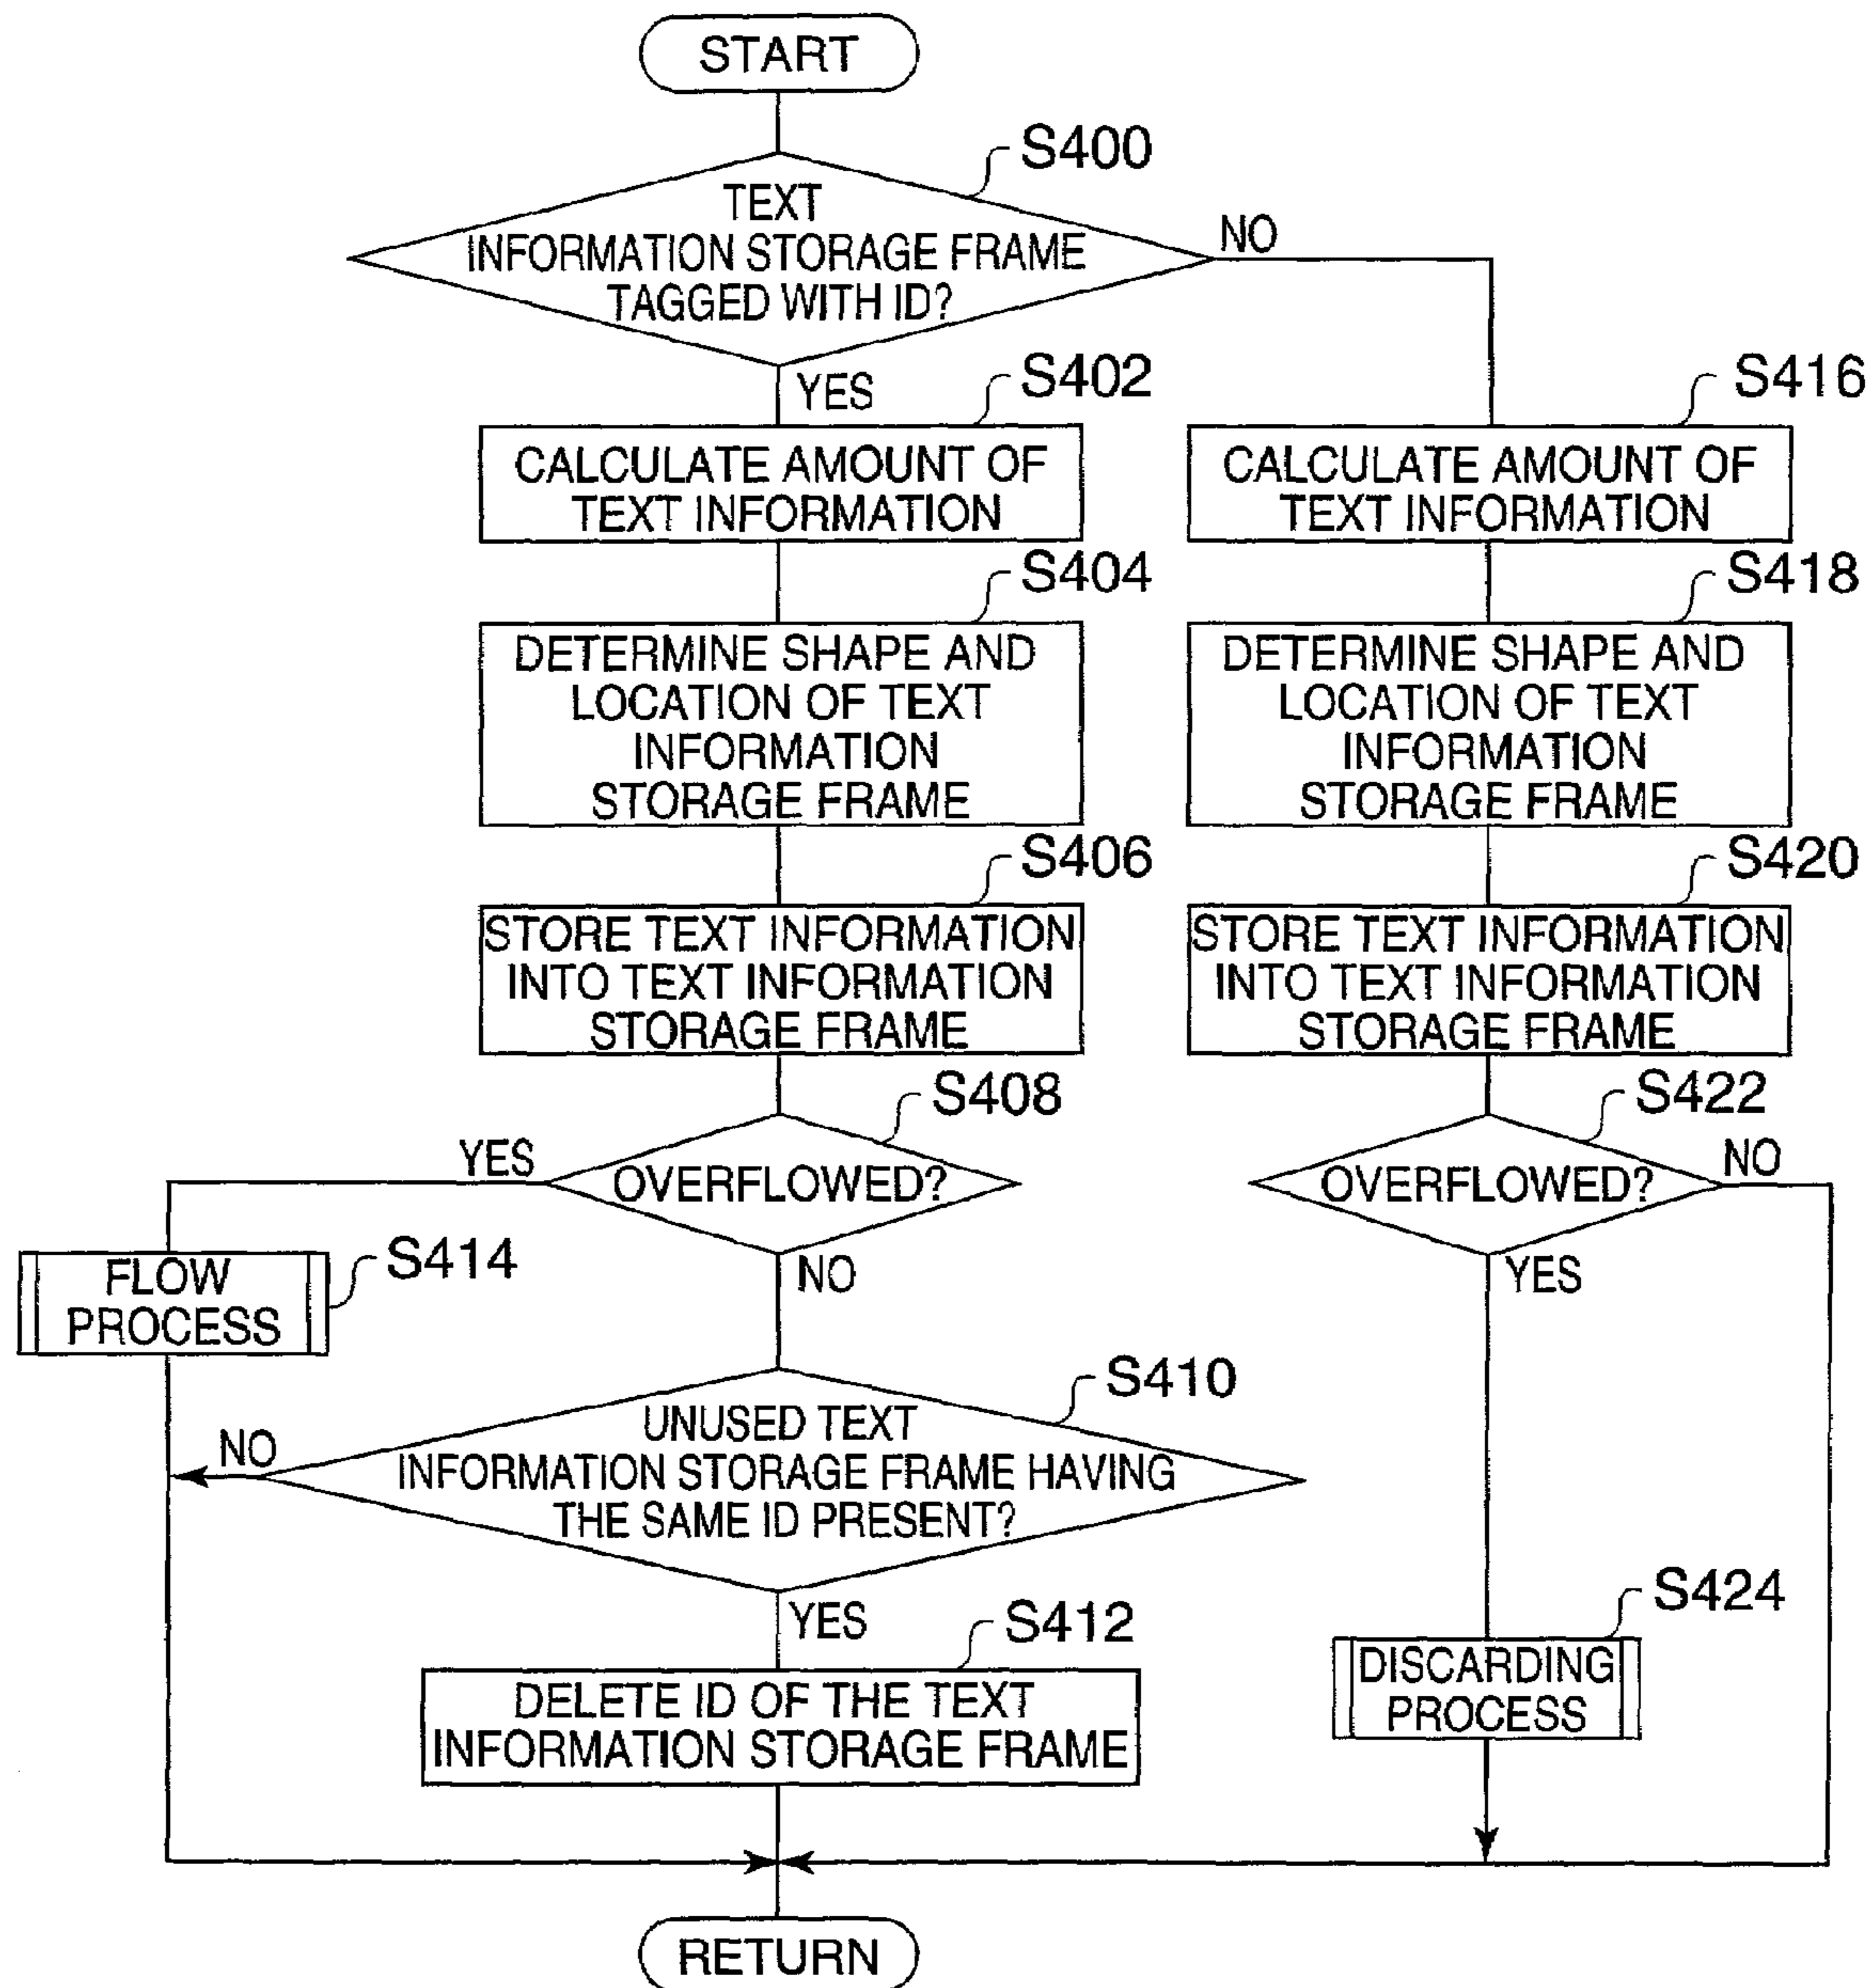 START
S400
TEXT
INFORMATION STORAGE FRAME
TAGGED WITH ID?
NO
YES
S402
CALCULATE AMOUNT OF
TEXT INFORMATION
S404
DETERMINE SHAPE AND
LOCATION OF TEXT
INFORMATION
STORAGE FRAME
S406
STORE TEXT INFORMATION
INTO TEXT INFORMATION
STORAGE FRAME
S408
OVERFLOWED?
YES
NO
S414
FLOW
PROCESS
S410
UNUSED TEXT
INFORMATION STORAGE FRAME HAVING
THE SAME ID PRESENT?
NO
YES
S412
DELETE ID OF THE TEXT
INFORMATION STORAGE FRAME
S416
CALCULATE AMOUNT OF
TEXT INFORMATION
S418
DETERMINE SHAPE AND
LOCATION OF TEXT
INFORMATION
STORAGE FRAME
S420
STORE TEXT INFORMATION
INTO TEXT INFORMATION
STORAGE FRAME
S422
OVERFLOWED?
NO
YES
S424
DISCARDING
PROCESS
RETURN